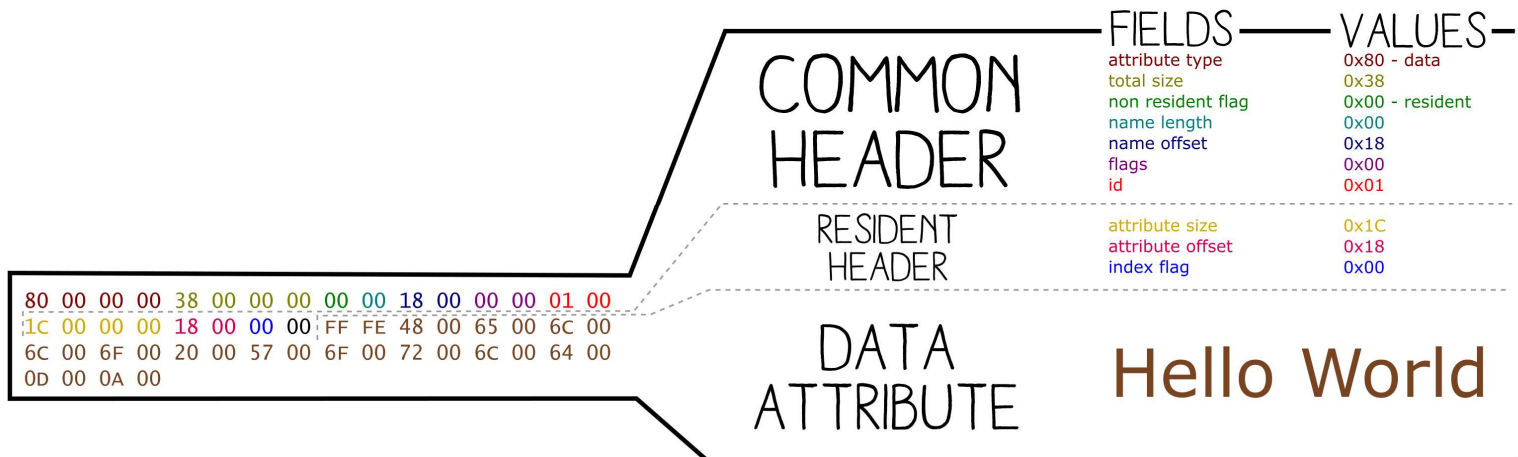 FIELDS VALUES
COMMON HEADER
attribute type 0x80 - data
total size 0x38
non resident flag 0x00 - resident
name length 0x00
name offset 0x18
flags 0x00
id 0x01
RESIDENT HEADER
attribute size 0x1C
attribute offset 0x18
index flag 0x00
80 00 00 00 38 00 00 00 00 00 18 00 00 00 01 00
1C 00 00 00 18 00 00 00 FF FE 48 00 65 00 6C 00
6C 00 6F 00 20 00 57 00 6F 00 72 00 6C 00 64 00
0D 00 0A 00
DATA
ATTRIBUTE
Hello World